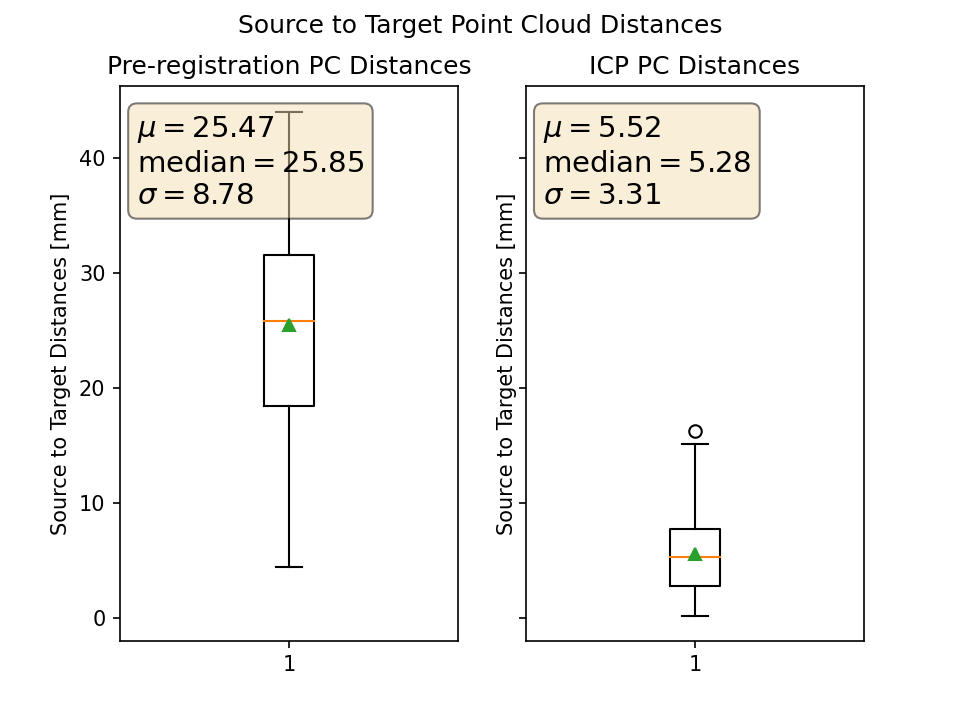 Source to Target Point Cloud Distances
Pre-registration PC Distances
μ = 25.47
median = 25.85
σ = 8.78
Source to Target Distances [mm]
40
30
20
10
0
1
ICP PC Distances
μ = 5.52
median = 5.28
σ = 3.31
Source to Target Distances [mm]
1